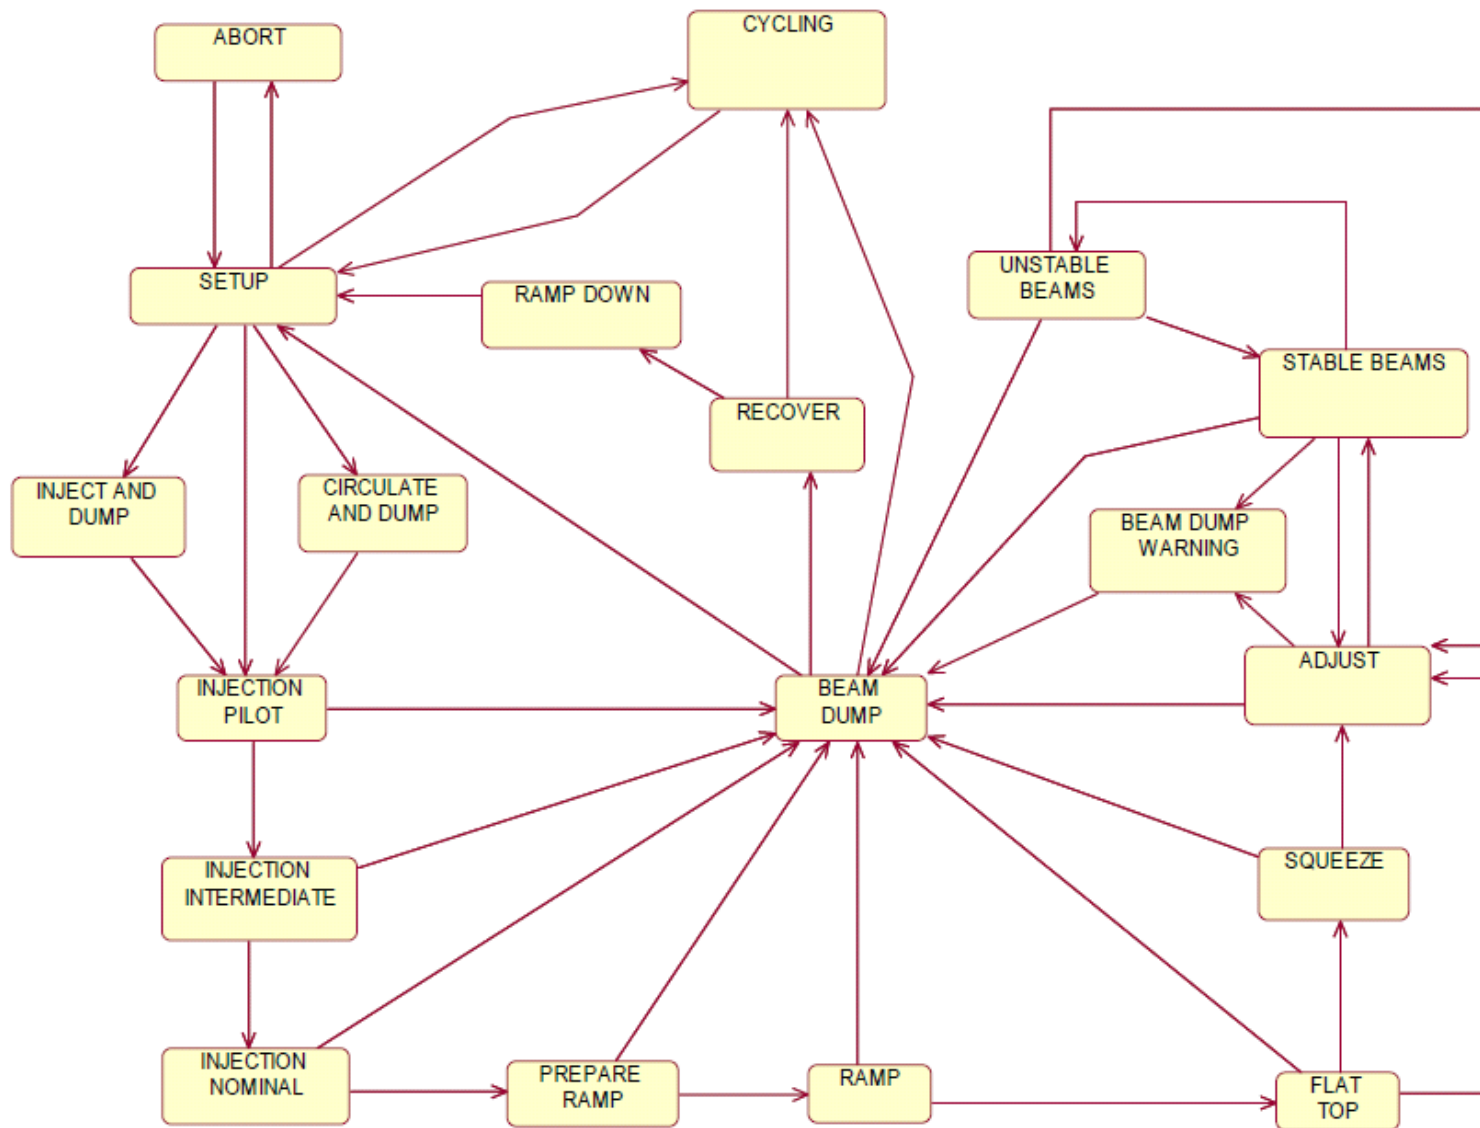 ABORT
CYCLING
SETUP
RAMP DOWN
UNSTABLE
BEAMS
STABLE BEAMS
RECOVER
INJECT AND
DUMP
CIRCULATE
AND DUMP
BEAM DUMP
WARNING
ADJUST
INJECTION
PILOT
BEAM
DUMP
SQUEEZE
INJECTION
INTERMEDIATE
INJECTION
NOMINAL
PREPARE
RAMP
RAMP
FLAT
TOP